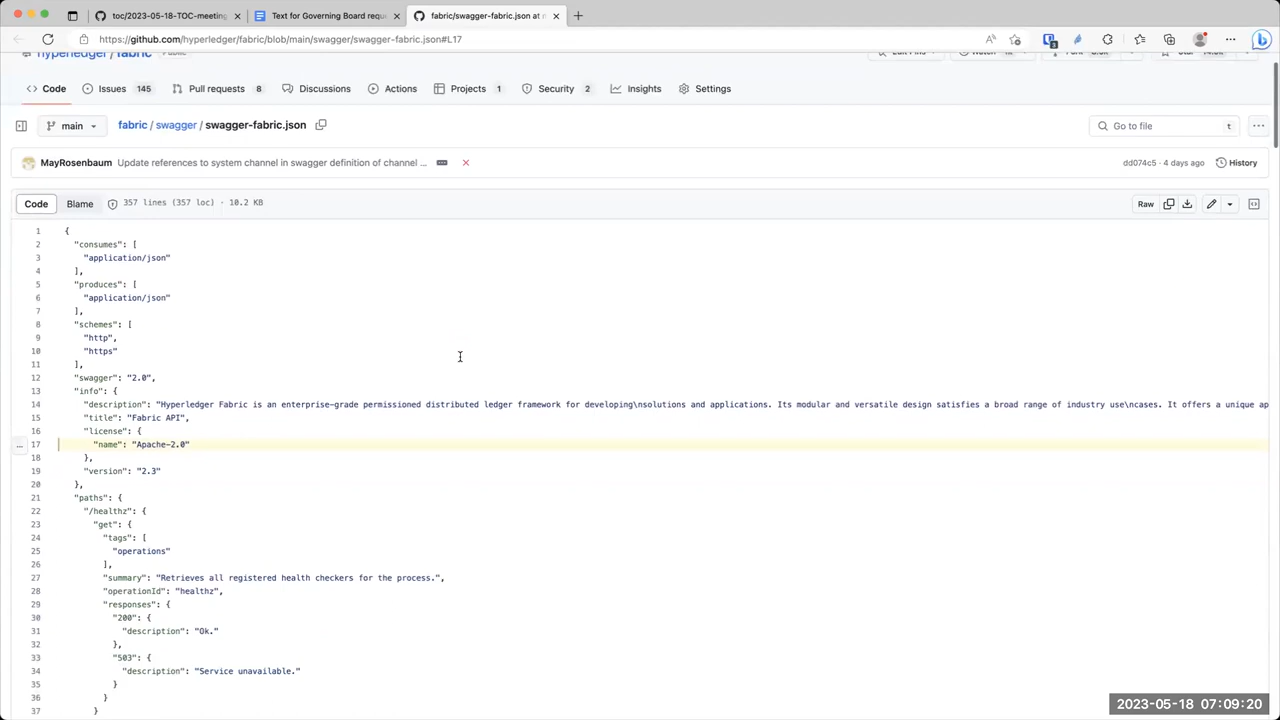 toc/2023-05-18-TOC-meeting
Text for Governing Board requ
fabric/swagger-fabric.json at m
https://github.com/hyperledger/fabric/blob/main/swagger/swagger-fabric.json#L17
hyperledger / fabric Public
Code Issues 145 Pull requests 8 Discussions Actions Projects 1 Security 2 Insights Settings
main fabric / swagger / swagger-fabric.json Go to file t
MayRosenbaum Update references to system channel in swagger definition of channel ... dd074c5 · 4 days ago History
Code Blame 357 lines (357 loc) · 10.2 KB Raw
1 {
2 "consumes": [
3 "application/json"
4 ],
5 "produces": [
6 "application/json"
7 ],
8 "schemes": [
9 "http",
10 "https"
11 ],
12 "swagger": "2.0",
13 "info": {
14 "description": "Hyperledger Fabric is an enterprise-grade permissioned distributed ledger framework for developing\nsolutions and applications. Its modular and versatile design satisfies a broad range of industry use\ncases. It offers a unique ap
15 "title": "Fabric API",
16 "license": {
17 "name": "Apache-2.0"
18 },
19 "version": "2.3"
20 },
21 "paths": {
22 "/healthz": {
23 "get": {
24 "tags": [
25 "operations"
26 ],
27 "summary": "Retrieves all registered health checkers for the process.",
28 "operationId": "healthz",
29 "responses": {
30 "200": {
31 "description": "Ok."
32 },
33 "503": {
34 "description": "Service unavailable."
35 }
36 }
37 }
2023-05-18 07:09:20